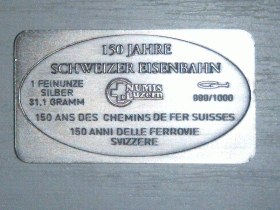 150 JAHRE
SCHWEIZER EISENBAHN
1 FEINUNZE
SILBER
31,1 GRAMM
NUMIS
LUZERN
999/1000
150 ANS DES CHEMINS DE FER SUISSES
150 ANNI DELLE FERROVIE
SVIZZERE